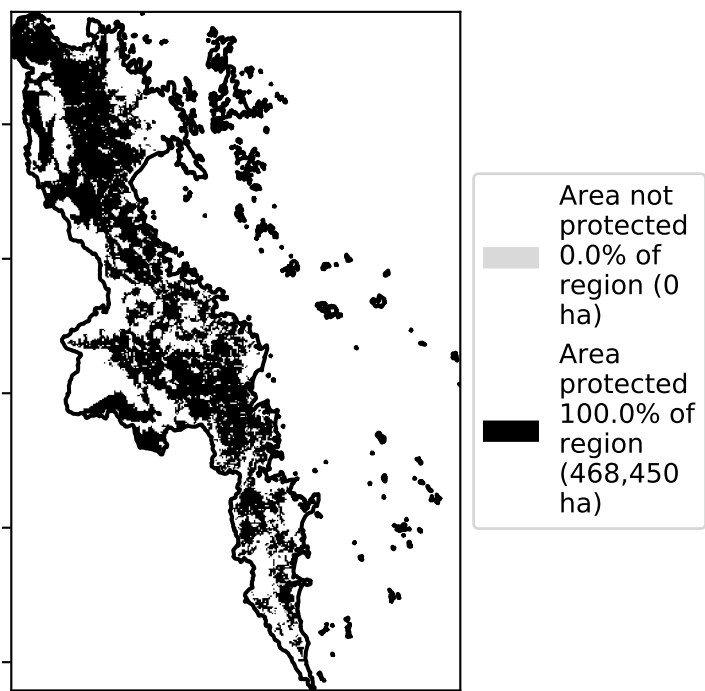 Area not
protected
0.0% of
region (0
ha)
Area
protected
100.0% of
region
(468,450
ha)